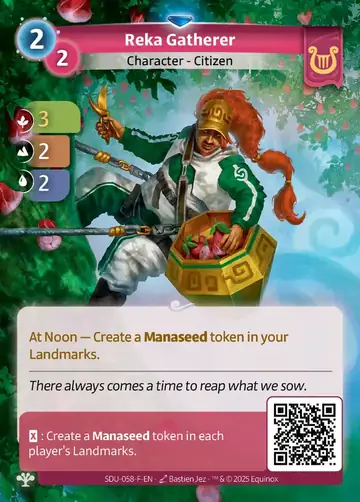 2
2
Reka Gatherer
Character - Citizen
3
2
2
At Noon — Create a Manaseed token in your
Landmarks.
There always comes a time to reap what we sow.
X : Create a Manaseed token in each
player's Landmarks.
SDU-058-F-EN - Bastien Jez - ™ & © 2025 Equinox